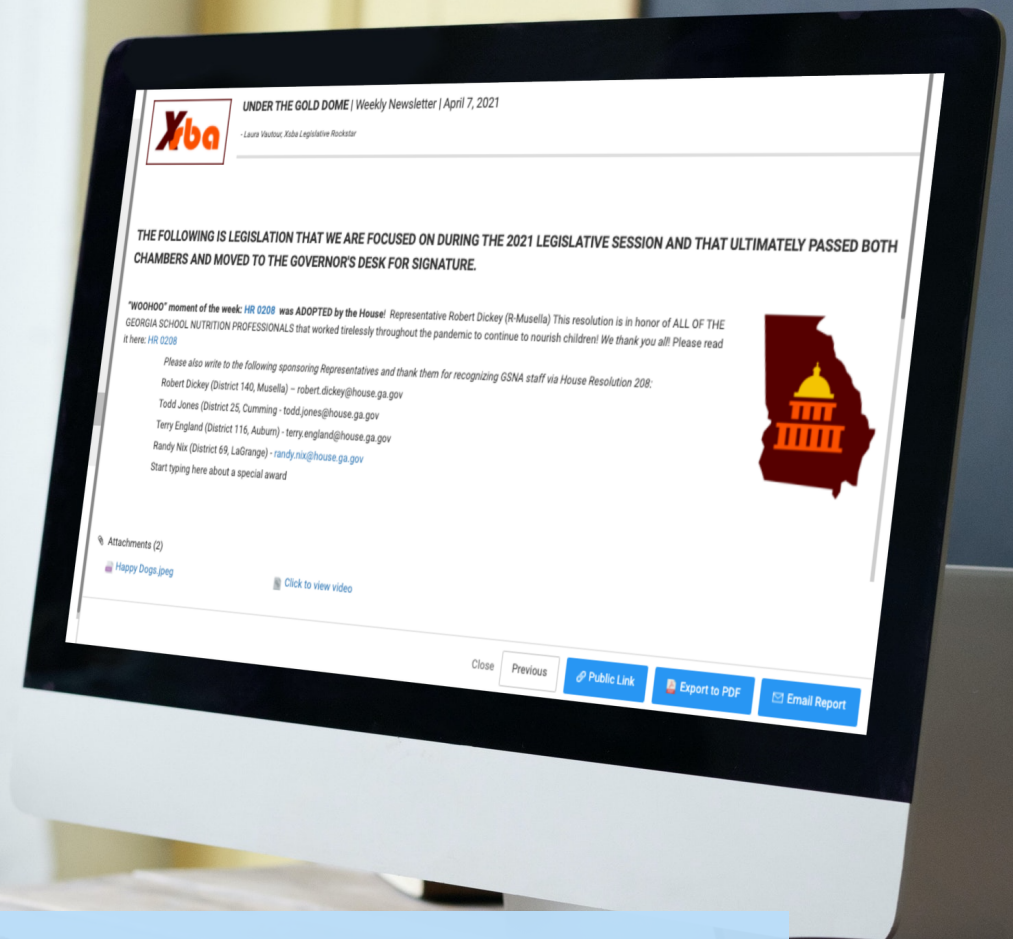 Xrba
UNDER THE GOLD DOME | Weekly Newsletter | April 7, 2021
- Laura Vautour, Xsba Legislative Rockstar
THE FOLLOWING IS LEGISLATION THAT WE ARE FOCUSED ON DURING THE 2021 LEGISLATIVE SESSION AND THAT ULTIMATELY PASSED BOTH
CHAMBERS AND MOVED TO THE GOVERNOR'S DESK FOR SIGNATURE.
"WOOHOO" moment of the week: HR 0208 was ADOPTED by the House! Representative Robert Dickey (R-Musella) This resolution is in honor of ALL OF THE
GEORGIA SCHOOL NUTRITION PROFESSIONALS that worked tirelessly throughout the pandemic to continue to nourish children! We thank you all! Please read
it here: HR 0208
Please also write to the following sponsoring Representatives and thank them for recognizing GSNA staff via House Resolution 208:
Robert Dickey (District 140, Musella) – robert.dickey@house.ga.gov
Todd Jones (District 25, Cumming - todd.jones@house.ga.gov
Terry England (District 116, Auburn) - terry.england@house.ga.gov
Randy Nix (District 69, LaGrange) - randy.nix@house.ga.gov
Start typing here about a special award
Attachments (2)
Happy Dogs.jpeg
Click to view video
Close
Previous
Public Link
Export to PDF
Email Report